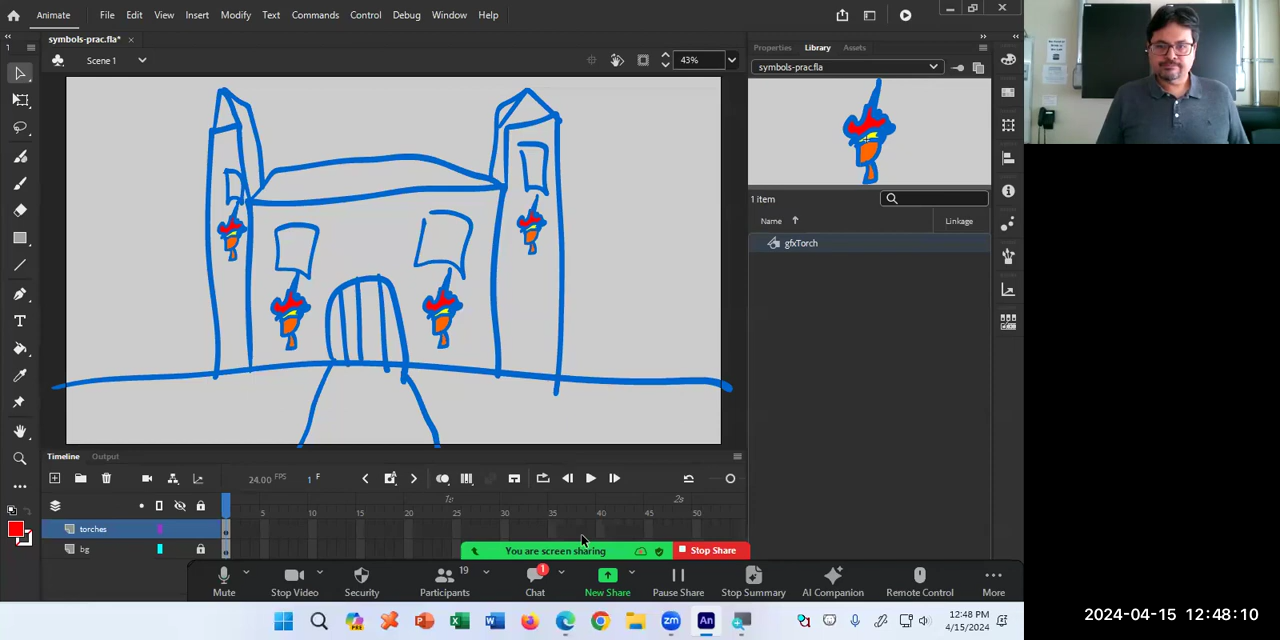 Animate File Edit View Insert Modify Text Commands Control Debug Window Help
symbols-prac.fla*
Scene 1
43%
Properties Library Assets
symbols-prac.fla
1 item
Name Linkage
gfxTorch
Timeline Output
24.00 FPS 1 F
1s 2s
5 10 15 20 25 30 35 40 45 50
torches
bg
You are screen sharing Stop Share
19 1
Mute Stop Video Security Participants Chat New Share Pause Share Stop Summary AI Companion Remote Control More
12:48 PM
4/15/2024
2024-04-15 12:48:10